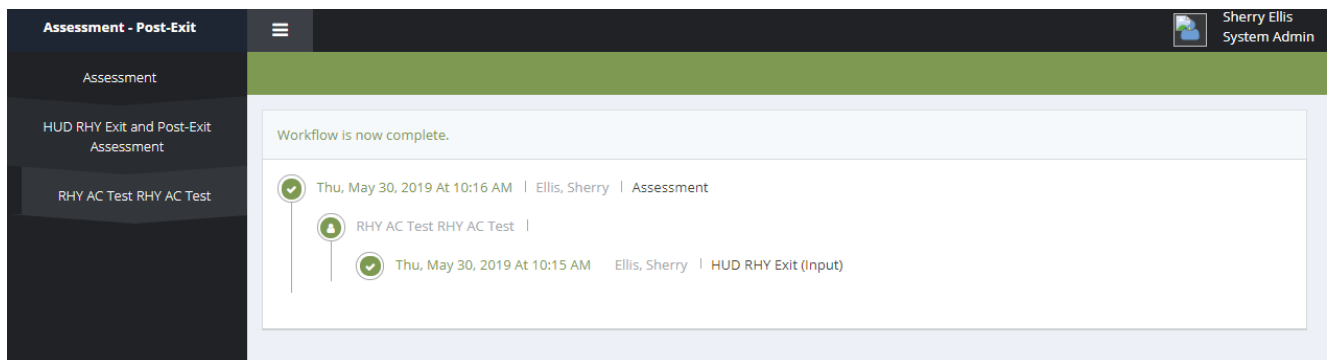 Assessment - Post-Exit
Sherry Ellis
System Admin
Assessment
HUD RHY Exit and Post-Exit
Assessment
RHY AC Test RHY AC Test
Workflow is now complete.
Thu, May 30, 2019 At 10:16 AM | Ellis, Sherry | Assessment
RHY AC Test RHY AC Test |
Thu, May 30, 2019 At 10:15 AM Ellis, Sherry | HUD RHY Exit (Input)